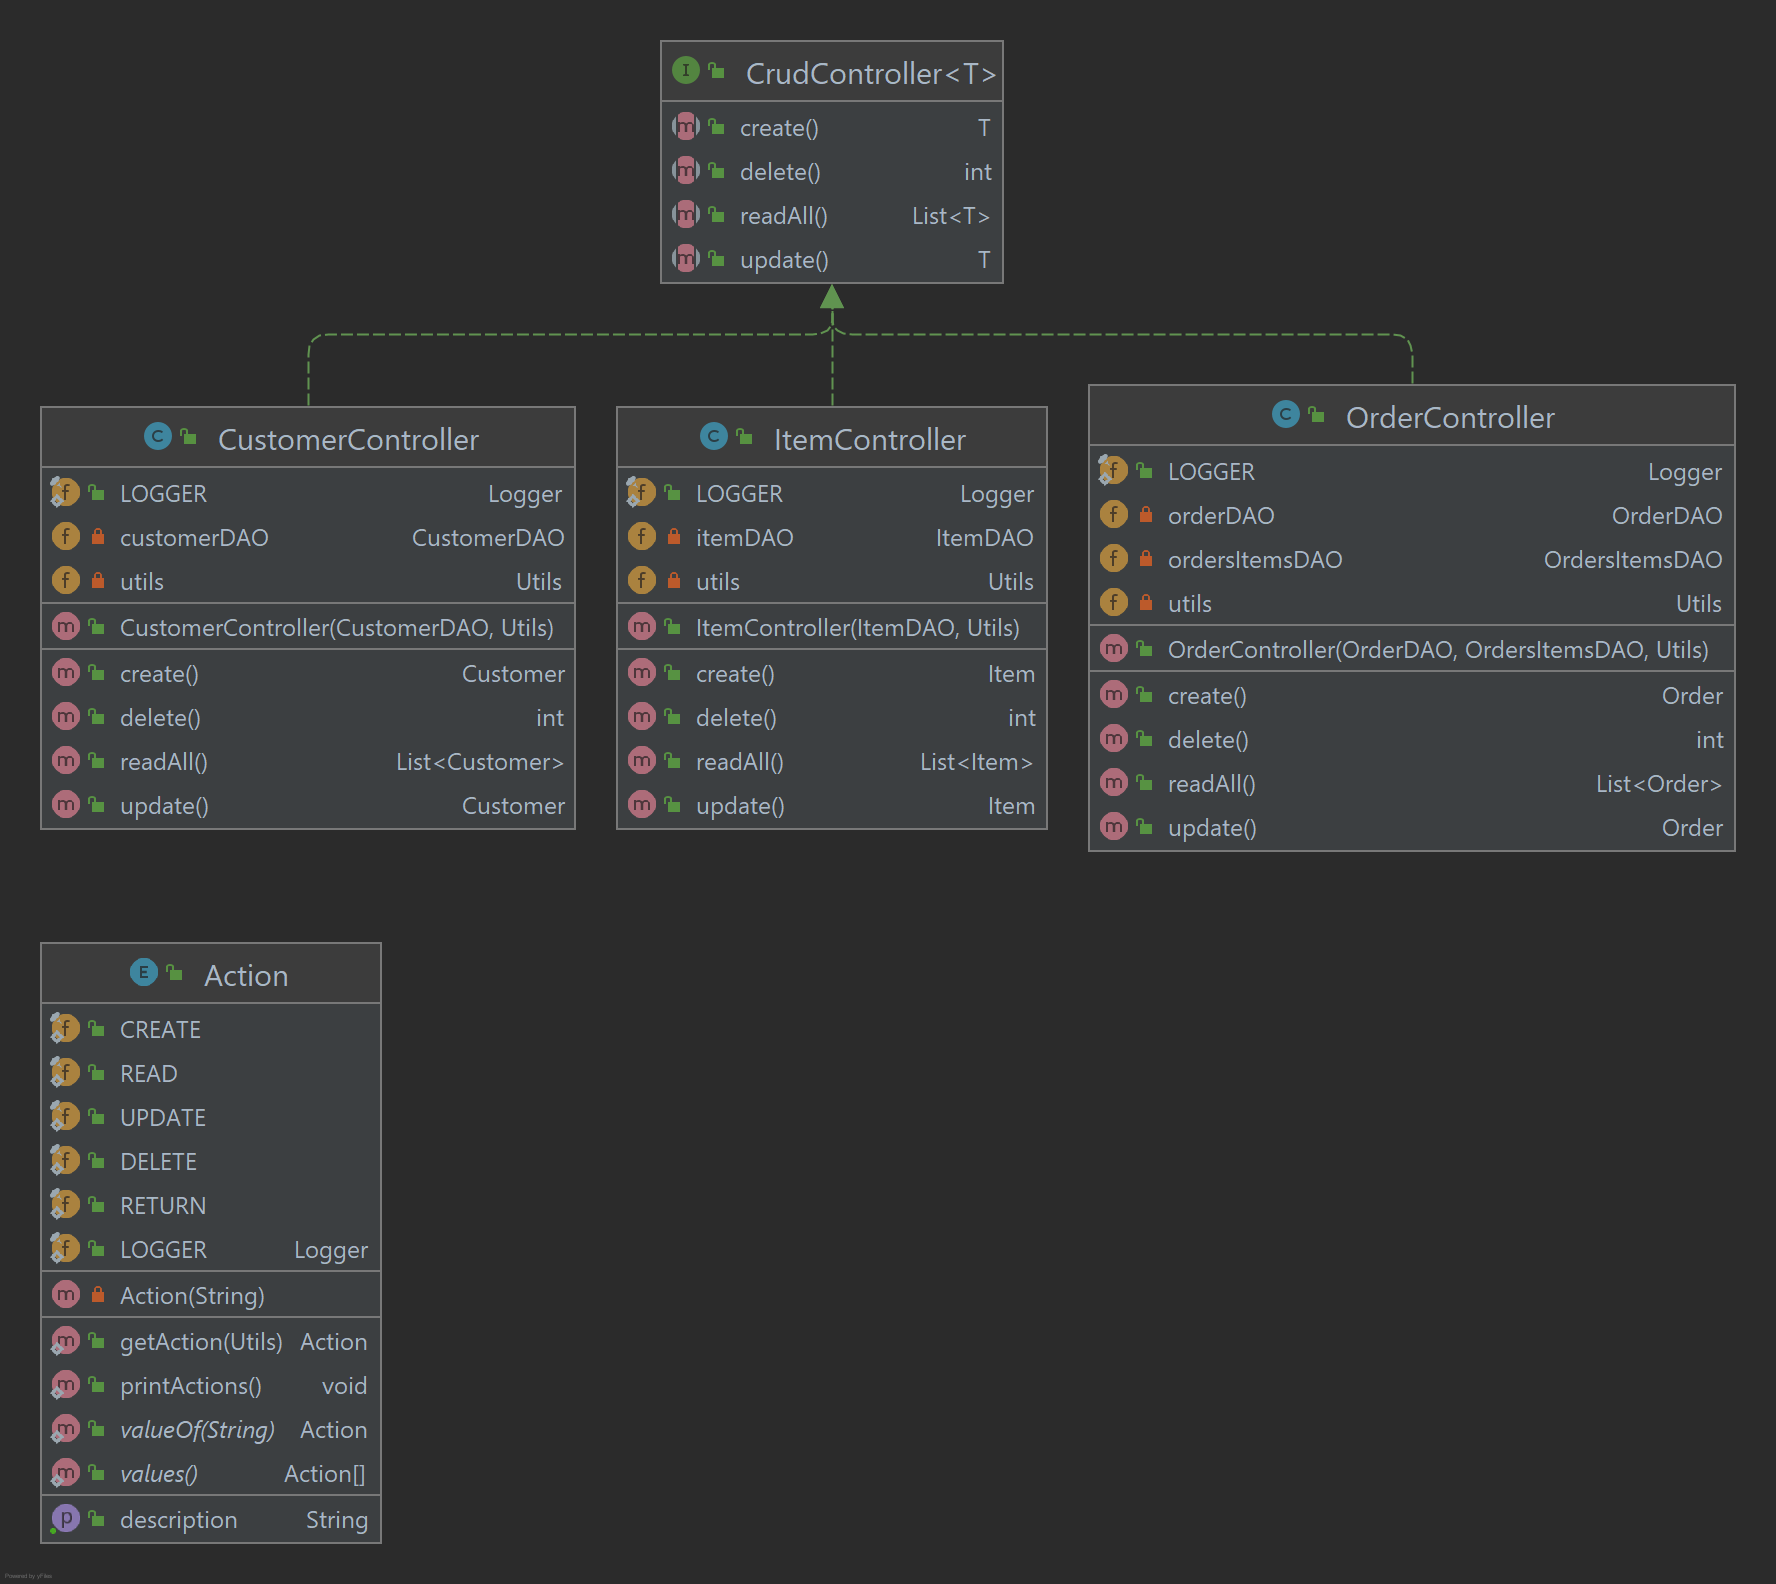 CrudController<T>
create() T
delete() int
readAll() List<T>
update() T
CustomerController
LOGGER Logger
customerDAO CustomerDAO
utils Utils
CustomerController(CustomerDAO, Utils)
create() Customer
delete() int
readAll() List<Customer>
update() Customer
ItemController
LOGGER Logger
itemDAO ItemDAO
utils Utils
ItemController(ItemDAO, Utils)
create() Item
delete() int
readAll() List<Item>
update() Item
OrderController
LOGGER Logger
orderDAO OrderDAO
ordersItemsDAO OrdersItemsDAO
utils Utils
OrderController(OrderDAO, OrdersItemsDAO, Utils)
create() Order
delete() int
readAll() List<Order>
update() Order
Action
CREATE
READ
UPDATE
DELETE
RETURN
LOGGER Logger
Action(String)
getAction(Utils) Action
printActions() void
valueOf(String) Action
values() Action[]
description String
Powered by yFiles